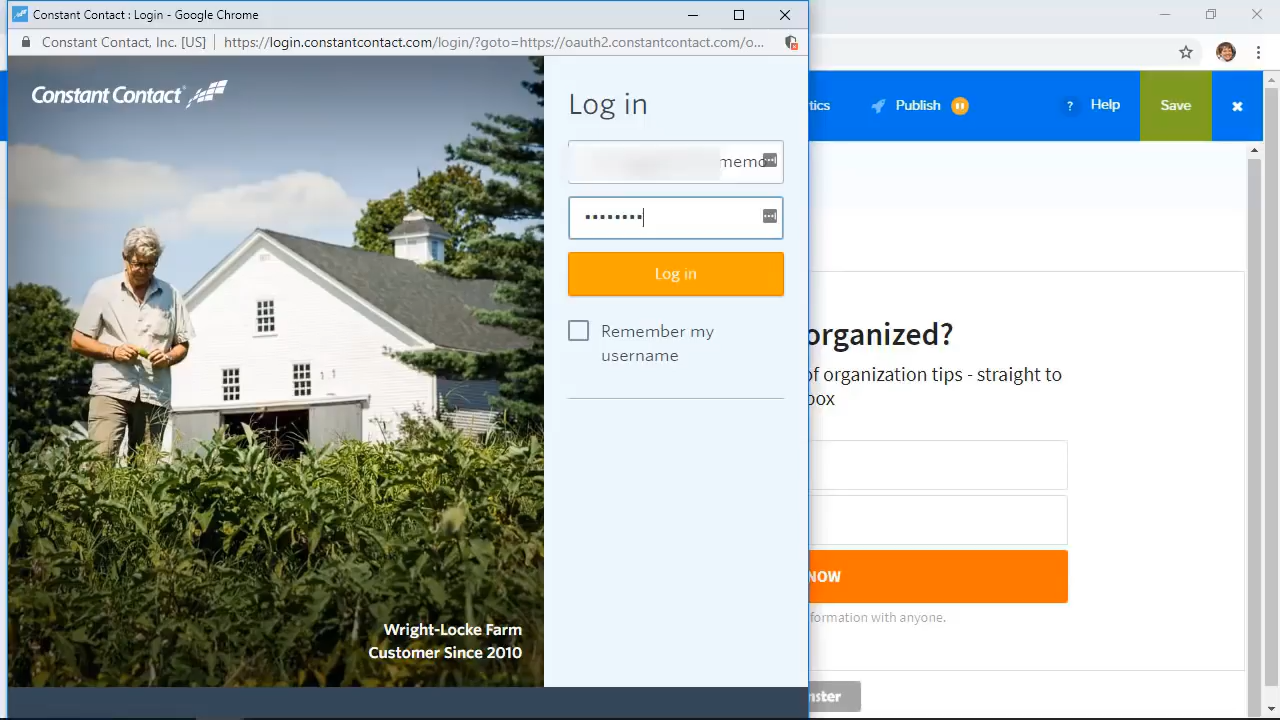 Constant Contact : Login - Google Chrome
Constant Contact, Inc. [US]
https://login.constantcontact.com/login/?goto=https://oauth2.constantcontact.com/o...
Constant Contact
Log in
memo
••••••••
Log in
Remember my
username
Wright-Locke Farm
Customer Since 2010
tics
Publish
? Help
Save
organized?
of organization tips - straight to
box
NOW
formation with anyone.
nster